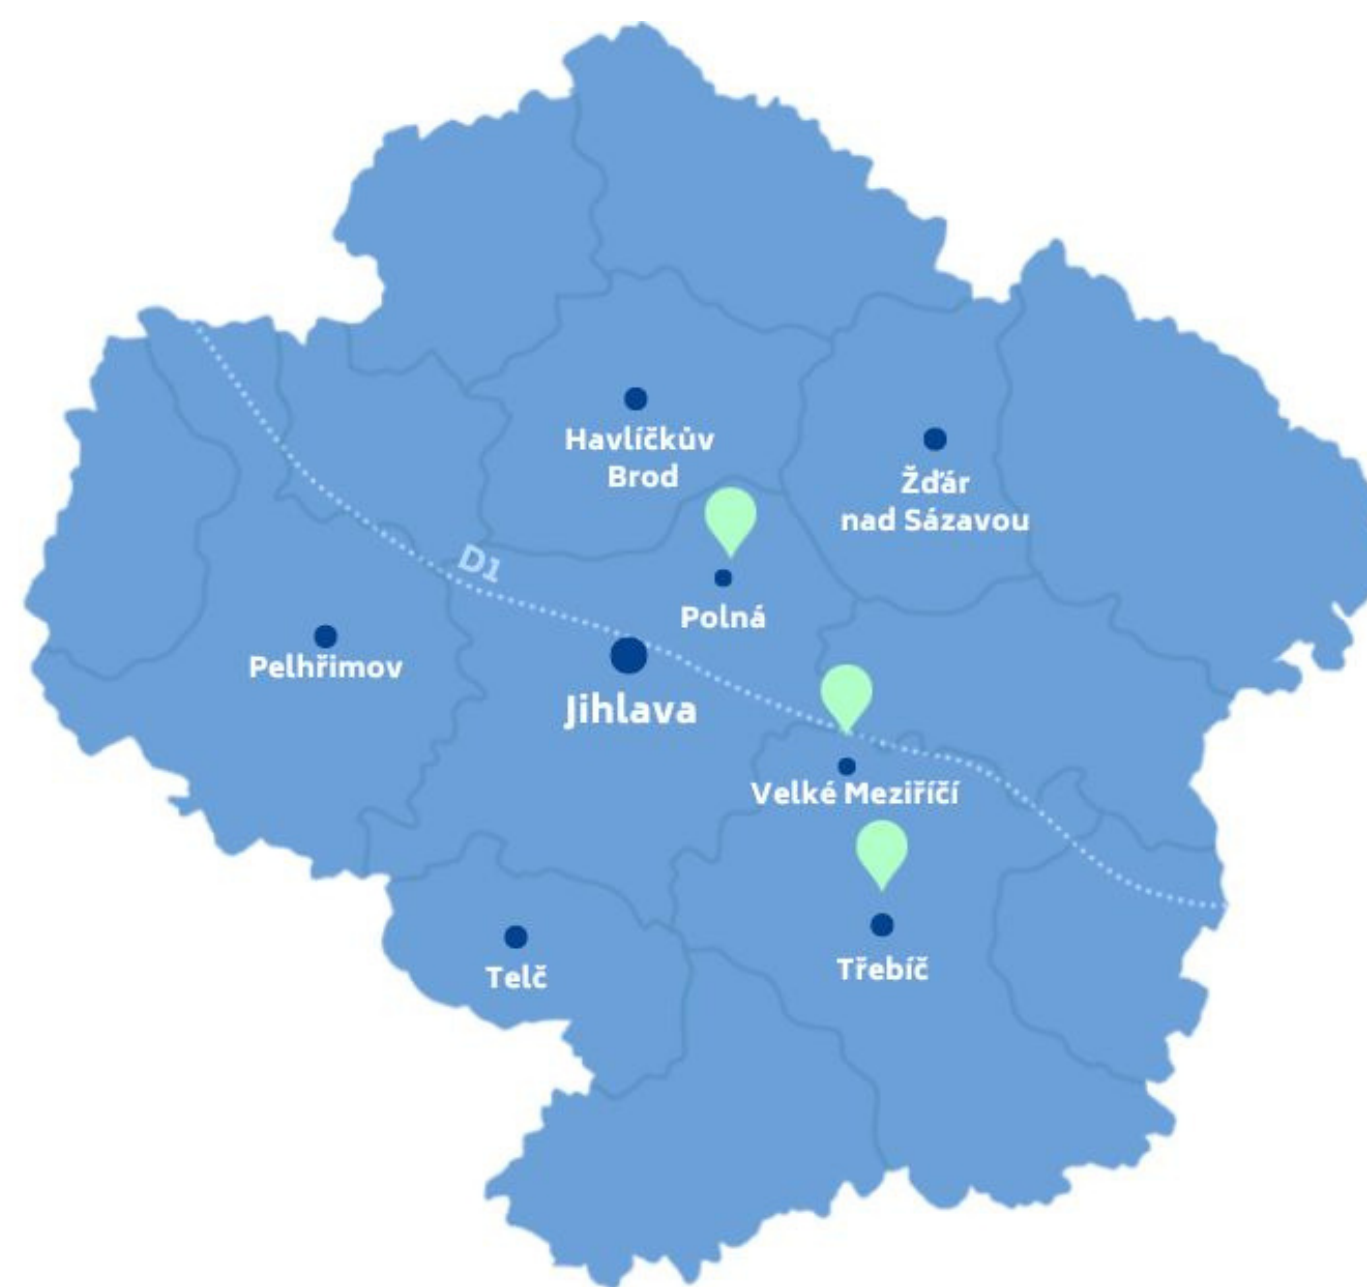 Havlíčkův
Brod
Žďár
nad Sázavou
D1
Polná
Pelhřimov
Jihlava
Velké Meziříčí
Třebíč
Telč